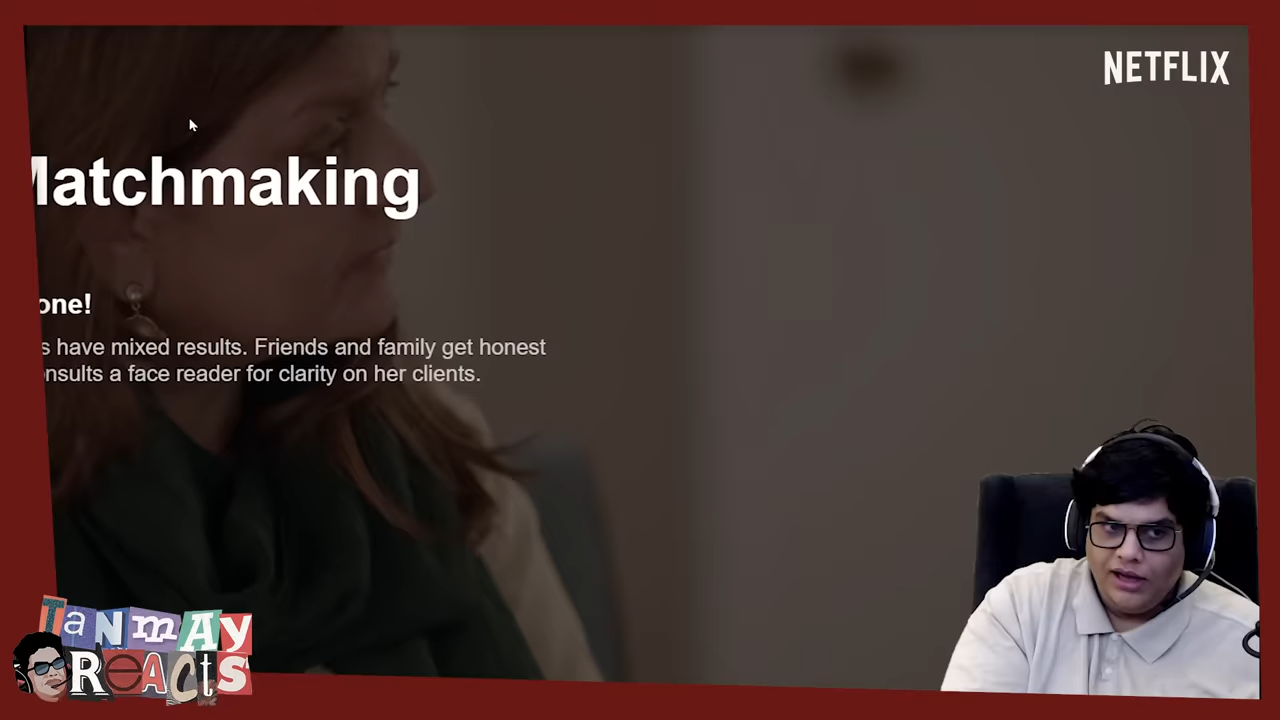 NETFLIX
Matchmaking
one!
s have mixed results. Friends and family get honest
nsults a face reader for clarity on her clients.
TaNmAy
REActs